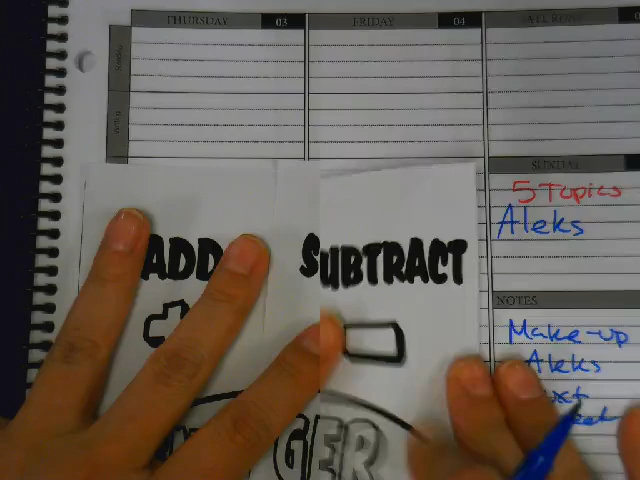 THURSDAY 03
FRIDAY 04
SUNDAY
5 Topics
Aleks
ADD
SUBTRACT
NOTES
Make-up
Aleks
GER